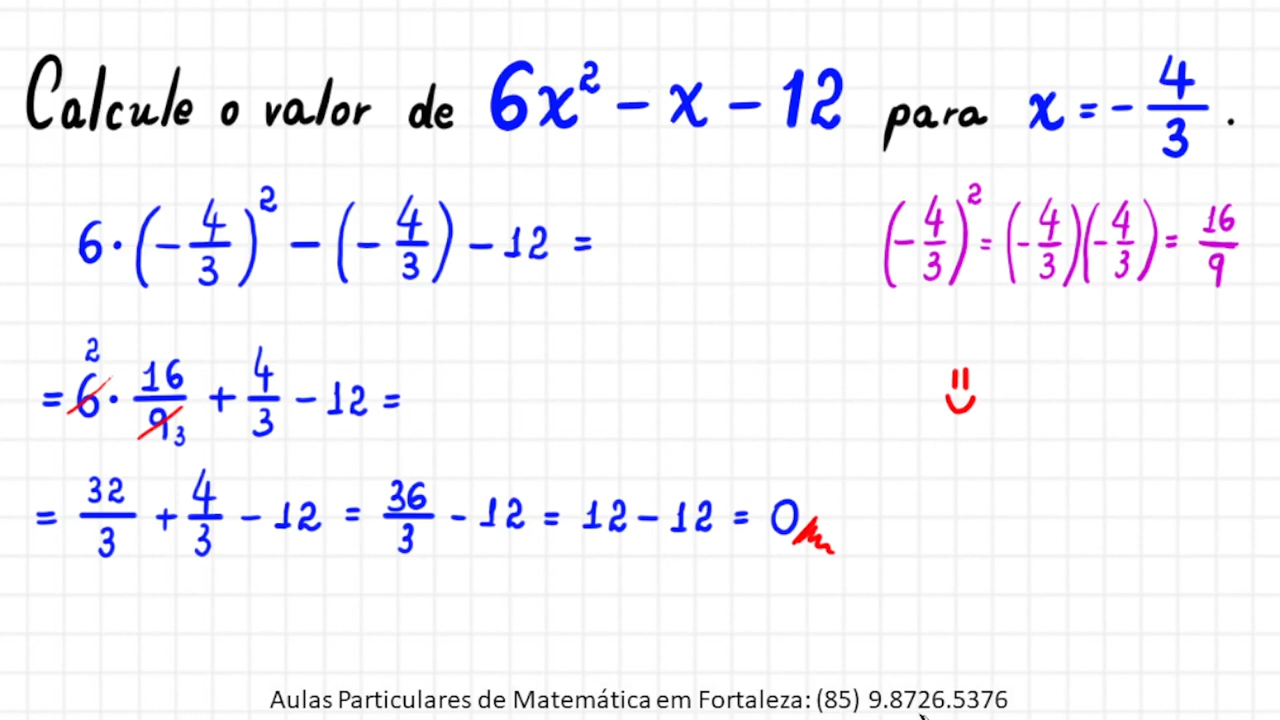 Calcule o valor de 6x² - x - 12 para x = - 4/3 .
6 · (- 4/3)² - (- 4/3) - 12 =
(- 4/3)² = (- 4/3)(- 4/3) = 16/9
2
= 6 · 16/9 + 4/3 - 12 =
3
= 32/3 + 4/3 - 12 = 36/3 - 12 = 12 - 12 = 0
Aulas Particulares de Matemática em Fortaleza: (85) 9.8726.5376